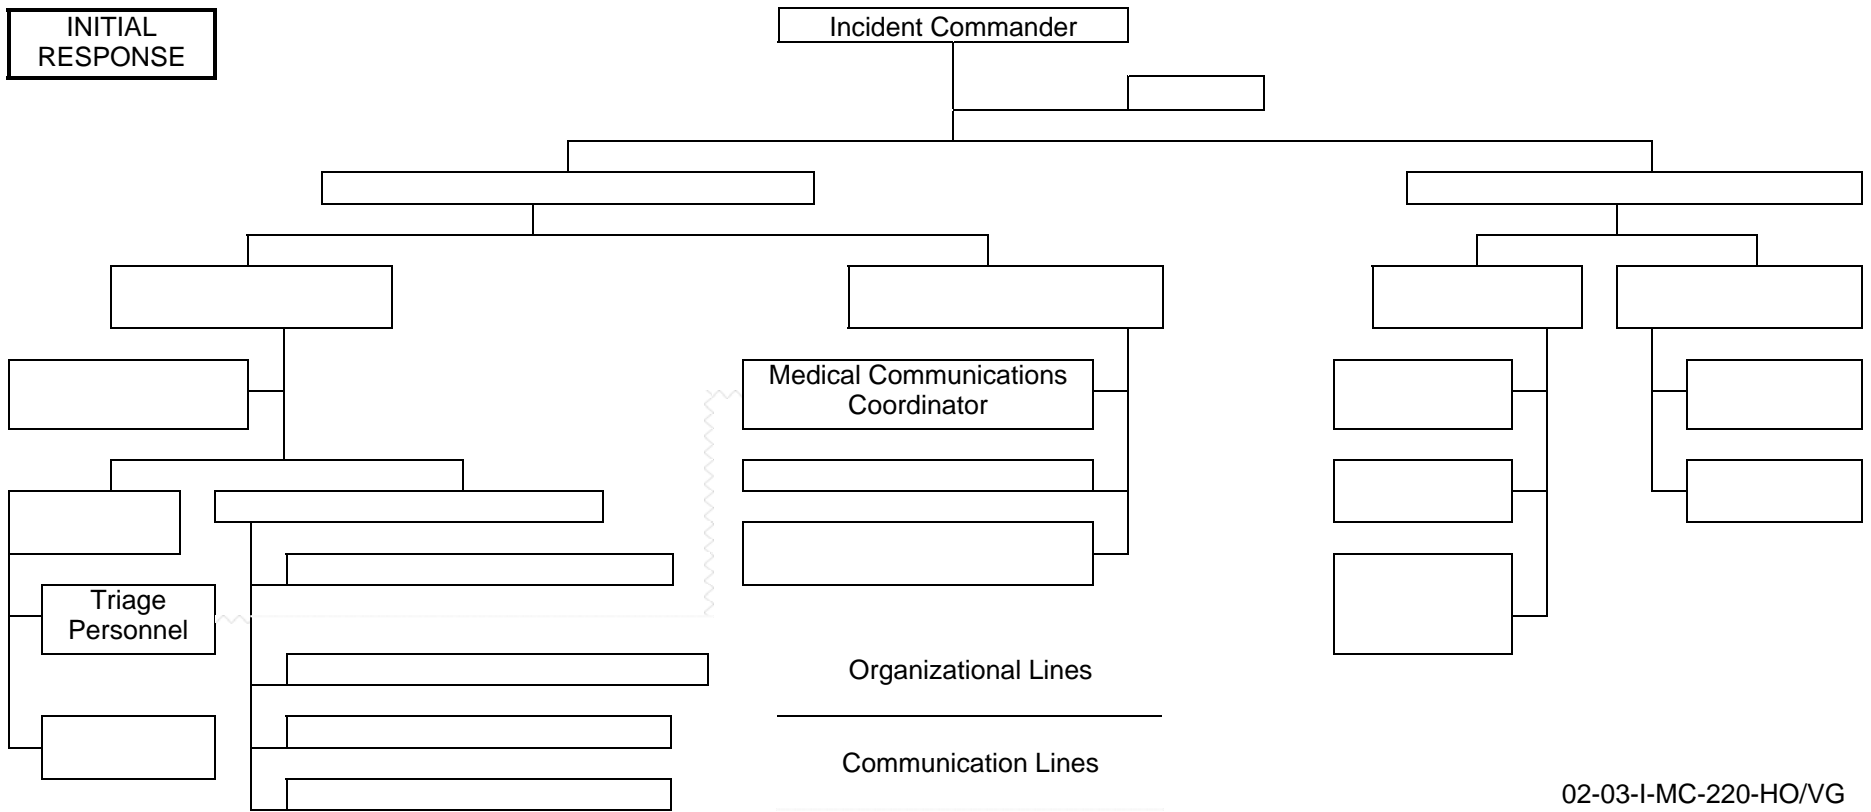 INITIAL
RESPONSE
Incident Commander
Medical Communications
Coordinator
Triage
Personnel
Organizational Lines
Communication Lines
02-03-I-MC-220-HO/VG